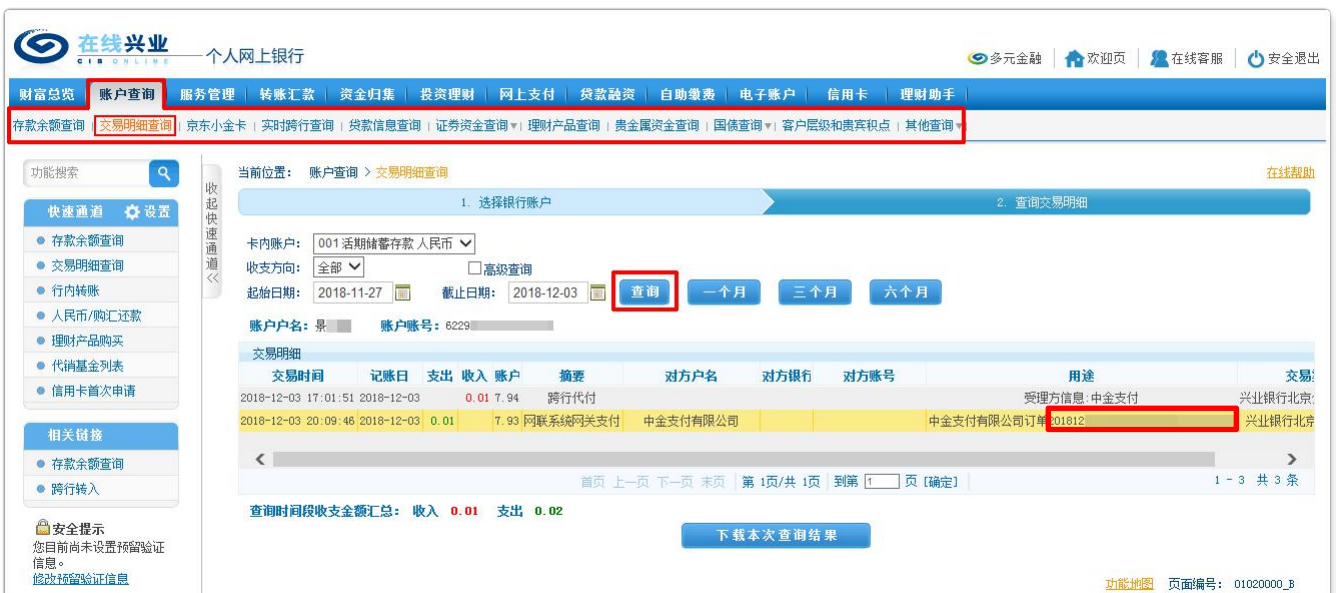 在线兴业
CIB ONLINE
个人网上银行
多元金融 欢迎页 在线客服 安全退出
财富总览 账户查询 服务管理 转账汇款 资金归集 投资理财 网上支付 贷款融资 自助缴费 电子账户 信用卡 理财助手
存款余额查询 交易明细查询 京东小金卡 实时跨行查询 贷款信息查询 证券资金查询 理财产品查询 贵金属资金查询 国债查询 客户层级和贵宾积点 其他查询
功能搜索
快速通道 设置
存款余额查询
交易明细查询
行内转账
人民币/购汇还款
理财产品购买
代销基金列表
信用卡首次申请
相关链接
存款余额查询
跨行转入
安全提示
您目前尚未设置预留验证
信息。
修改预留验证信息
收起快速通道 <<
当前位置: 账户查询 > 交易明细查询 在线帮助
1. 选择银行账户 2. 查询交易明细
卡内账户: 001 活期储蓄存款 人民币
收支方向: 全部 高级查询
起始日期: 2018-11-27 截止日期: 2018-12-03 查询 一个月 三个月 六个月
账户户名: 景 账户账号: 6229
交易明细
交易时间 记账日 支出 收入 账户 摘要 对方户名 对方银行 对方账号 用途 交易
2018-12-03 17:01:51 2018-12-03 0.01 7.94 跨行代付 受理方信息:中金支付 兴业银行北京
2018-12-03 20:09:46 2018-12-03 0.01 7.93 网联系统网关支付 中金支付有限公司 中金支付有限公司订单201812 兴业银行北京
首页 上一页 下一页 末页 第 1页/共 1页 到第 1 页 [确定] 1 - 3 共 3 条
查询时间段收支金额汇总: 收入 0.01 支出 0.02
下载本次查询结果
功能地图 页面编号: 01020000_B